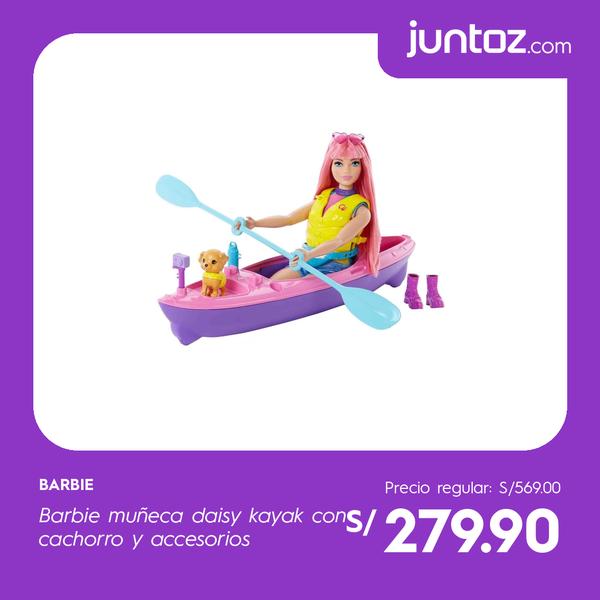 juntoz.com
BARBIE
Barbie muñeca daisy kayak con
cachorro y accesorios
Precio regular: S/569.00
S/ 279.90